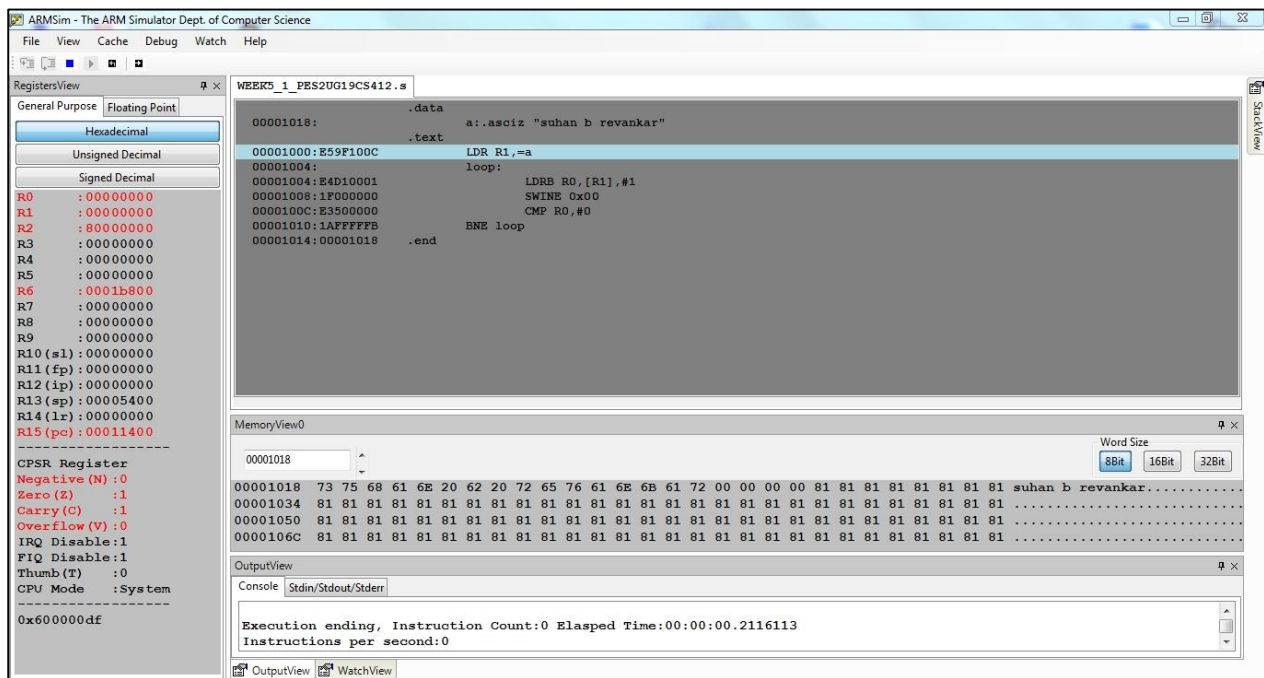 ARMSim - The ARM Simulator Dept. of Computer Science
File View Cache Debug Watch Help
RegistersView
General Purpose Floating Point
Hexadecimal
Unsigned Decimal
Signed Decimal
R0 :00000000
R1 :00000000
R2 :80000000
R3 :00000000
R4 :00000000
R5 :00000000
R6 :0001b800
R7 :00000000
R8 :00000000
R9 :00000000
R10(sl):00000000
R11(fp):00000000
R12(ip):00000000
R13(sp):00005400
R14(lr):00000000
R15(pc):00011400
-------------------
CPSR Register
Negative(N):0
Zero(Z) :1
Carry(C) :1
Overflow(V):0
IRQ Disable:1
FIQ Disable:1
Thumb(T) :0
CPU Mode :System
-------------------
0x600000df
WEEK5_1_PES2UG19CS412.s
.data
00001018: a:.asciz "suhan b revankar"
.text
00001000:E59F100C LDR R1,=a
00001004: loop:
00001004:E4D10001 LDRB R0,[R1],#1
00001008:1F000000 SWINE 0x00
0000100C:E3500000 CMP R0,#0
00001010:1AFFFFFB BNE loop
00001014:00001018 .end
StackView
MemoryView0
00001018
Word Size
8Bit 16Bit 32Bit
00001018 73 75 68 61 6E 20 62 20 72 65 76 61 6E 6B 61 72 00 00 00 00 81 81 81 81 81 81 81 81 suhan b revankar............
00001034 81 81 81 81 81 81 81 81 81 81 81 81 81 81 81 81 81 81 81 81 81 81 81 81 81 81 81 81 ............................
00001050 81 81 81 81 81 81 81 81 81 81 81 81 81 81 81 81 81 81 81 81 81 81 81 81 81 81 81 81 ............................
0000106C 81 81 81 81 81 81 81 81 81 81 81 81 81 81 81 81 81 81 81 81 81 81 81 81 81 81 81 81 ............................
OutputView
Console Stdin/Stdout/Stderr
Execution ending, Instruction Count:0 Elasped Time:00:00:00.2116113
Instructions per second:0
OutputView WatchView